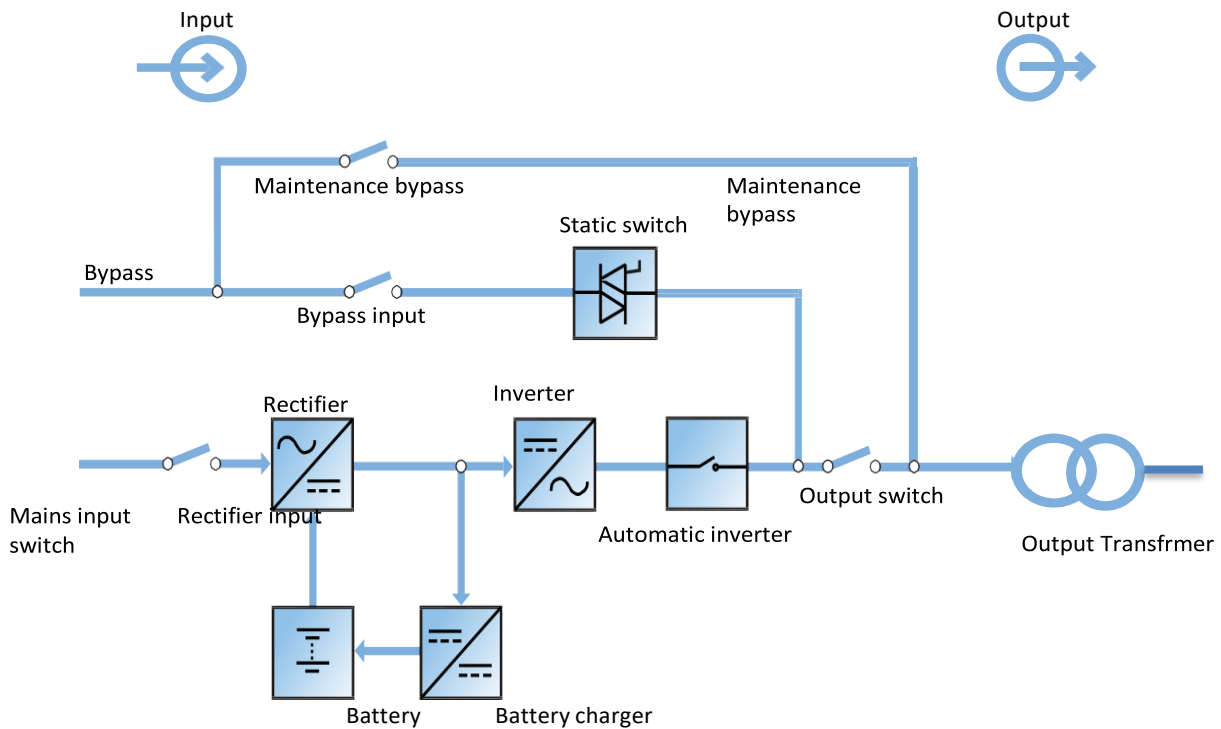 Input
Output
Maintenance bypass
Maintenance
bypass
Static switch
Bypass
Bypass input
Rectifier
Inverter
Mains input
switch
Rectifier input
Output switch
Automatic inverter
Output Transfrmer
Battery
Battery charger